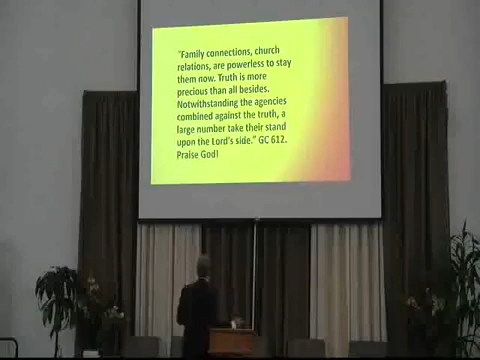 "Family connections, church
relations, are powerless to stay
them now. Truth is more
precious than all besides.
Notwithstanding the agencies
combined against the truth, a
large number take their stand
upon the Lord's side." GC 612.
Praise God!